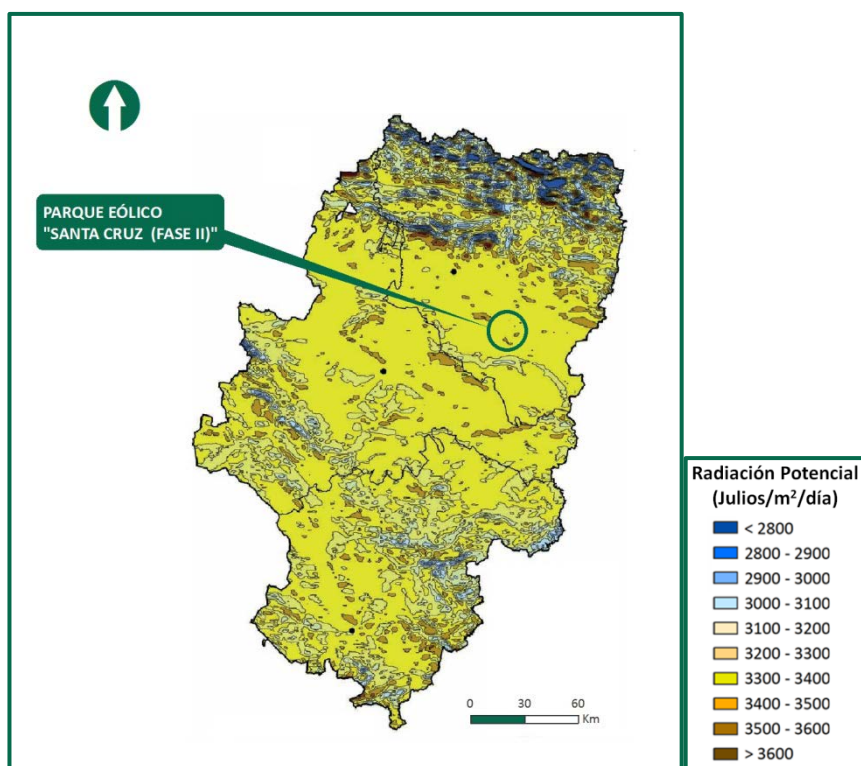 PARQUE EÓLICO
"SANTA CRUZ (FASE II)"
0 30 60
Km
Radiación Potencial
(Julios/m²/día)
< 2800
2800 - 2900
2900 - 3000
3000 - 3100
3100 - 3200
3200 - 3300
3300 - 3400
3400 - 3500
3500 - 3600
> 3600